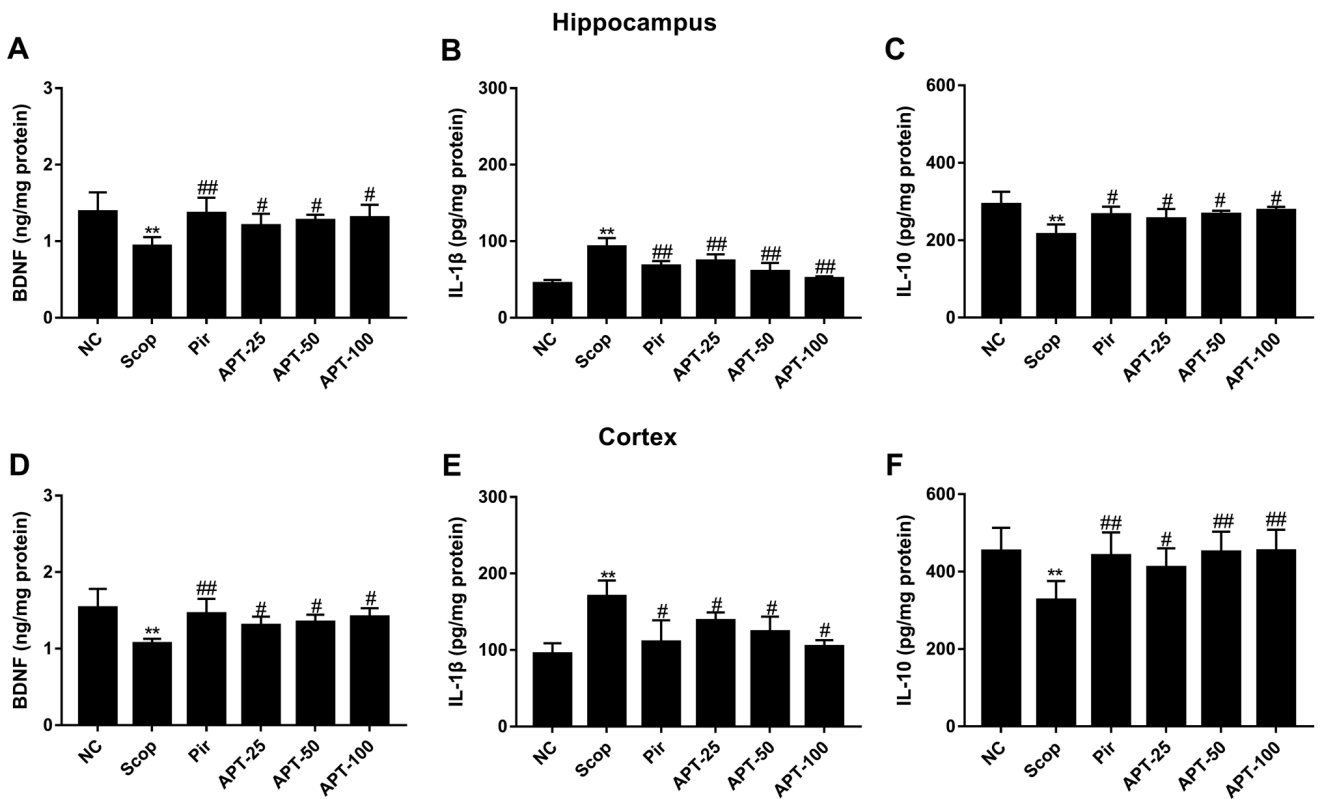 Hippocampus
A
BDNF (ng/mg protein)
3
2
1
0
**
##
#
#
#
NC
Scop
Pir
APT-25
APT-50
APT-100
B
IL-1β (pg/mg protein)
300
200
100
0
**
##
##
##
##
NC
Scop
Pir
APT-25
APT-50
APT-100
C
IL-10 (pg/mg protein)
600
400
200
0
**
#
#
#
#
NC
Scop
Pir
APT-25
APT-50
APT-100
Cortex
D
BDNF (ng/mg protein)
3
2
1
0
**
##
#
#
#
NC
Scop
Pir
APT-25
APT-50
APT-100
E
IL-1β (pg/mg protein)
300
200
100
0
**
#
#
#
#
NC
Scop
Pir
APT-25
APT-50
APT-100
F
IL-10 (pg/mg protein)
600
400
200
0
**
##
#
##
##
NC
Scop
Pir
APT-25
APT-50
APT-100